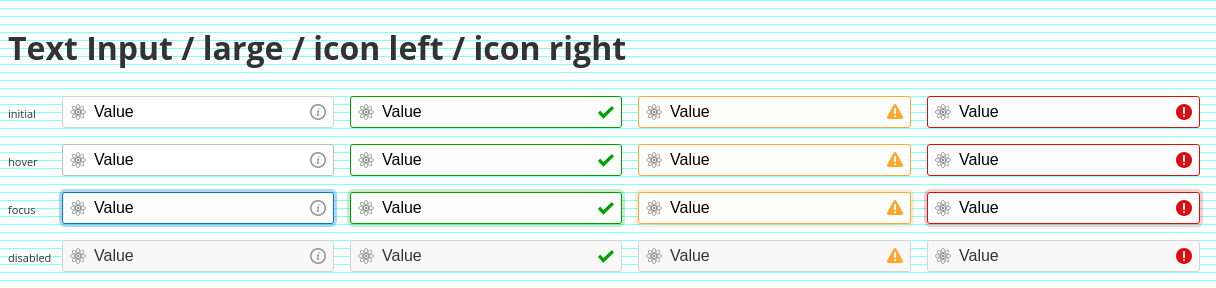 Text Input / large / icon left / icon right
initial Value Value Value Value
hover Value Value Value Value
focus Value Value Value Value
disabled Value Value Value Value